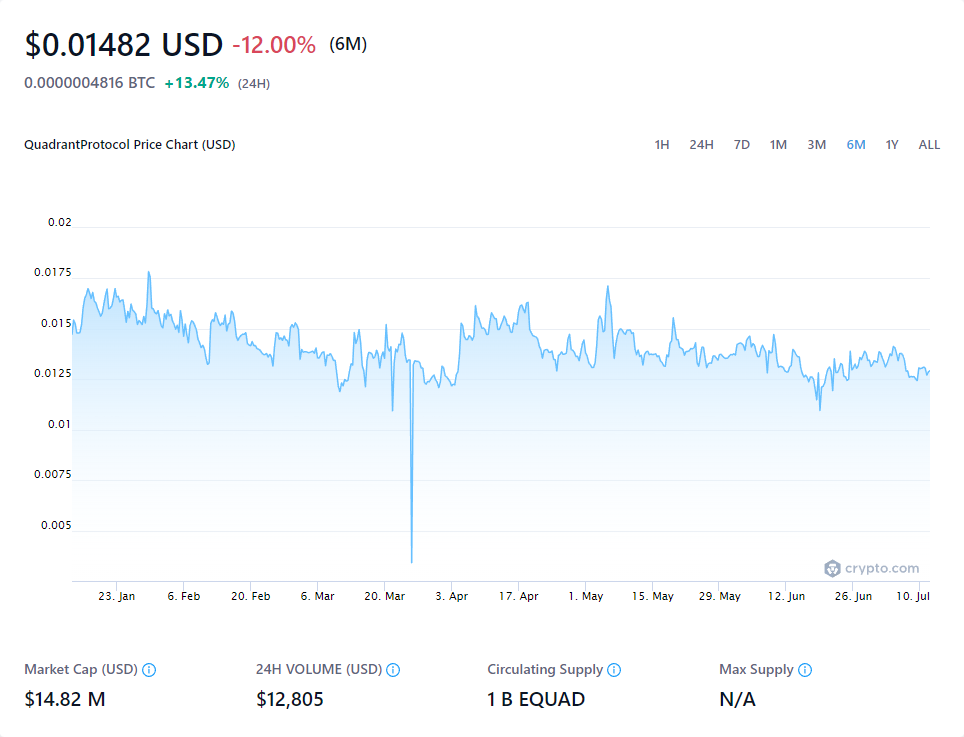 $0.01482 USD -12.00% (6M)
0.0000004816 BTC +13.47% (24H)
QuadrantProtocol Price Chart (USD)
1H 24H 7D 1M 3M 6M 1Y ALL
0.02
0.0175
0.015
0.0125
0.01
0.0075
0.005
crypto.com
23. Jan 6. Feb 20. Feb 6. Mar 20. Mar 3. Apr 17. Apr 1. May 15. May 29. May 12. Jun 26. Jun 10. Jul
Market Cap (USD) 24H VOLUME (USD) Circulating Supply Max Supply
$14.82 M $12,805 1 B EQUAD N/A